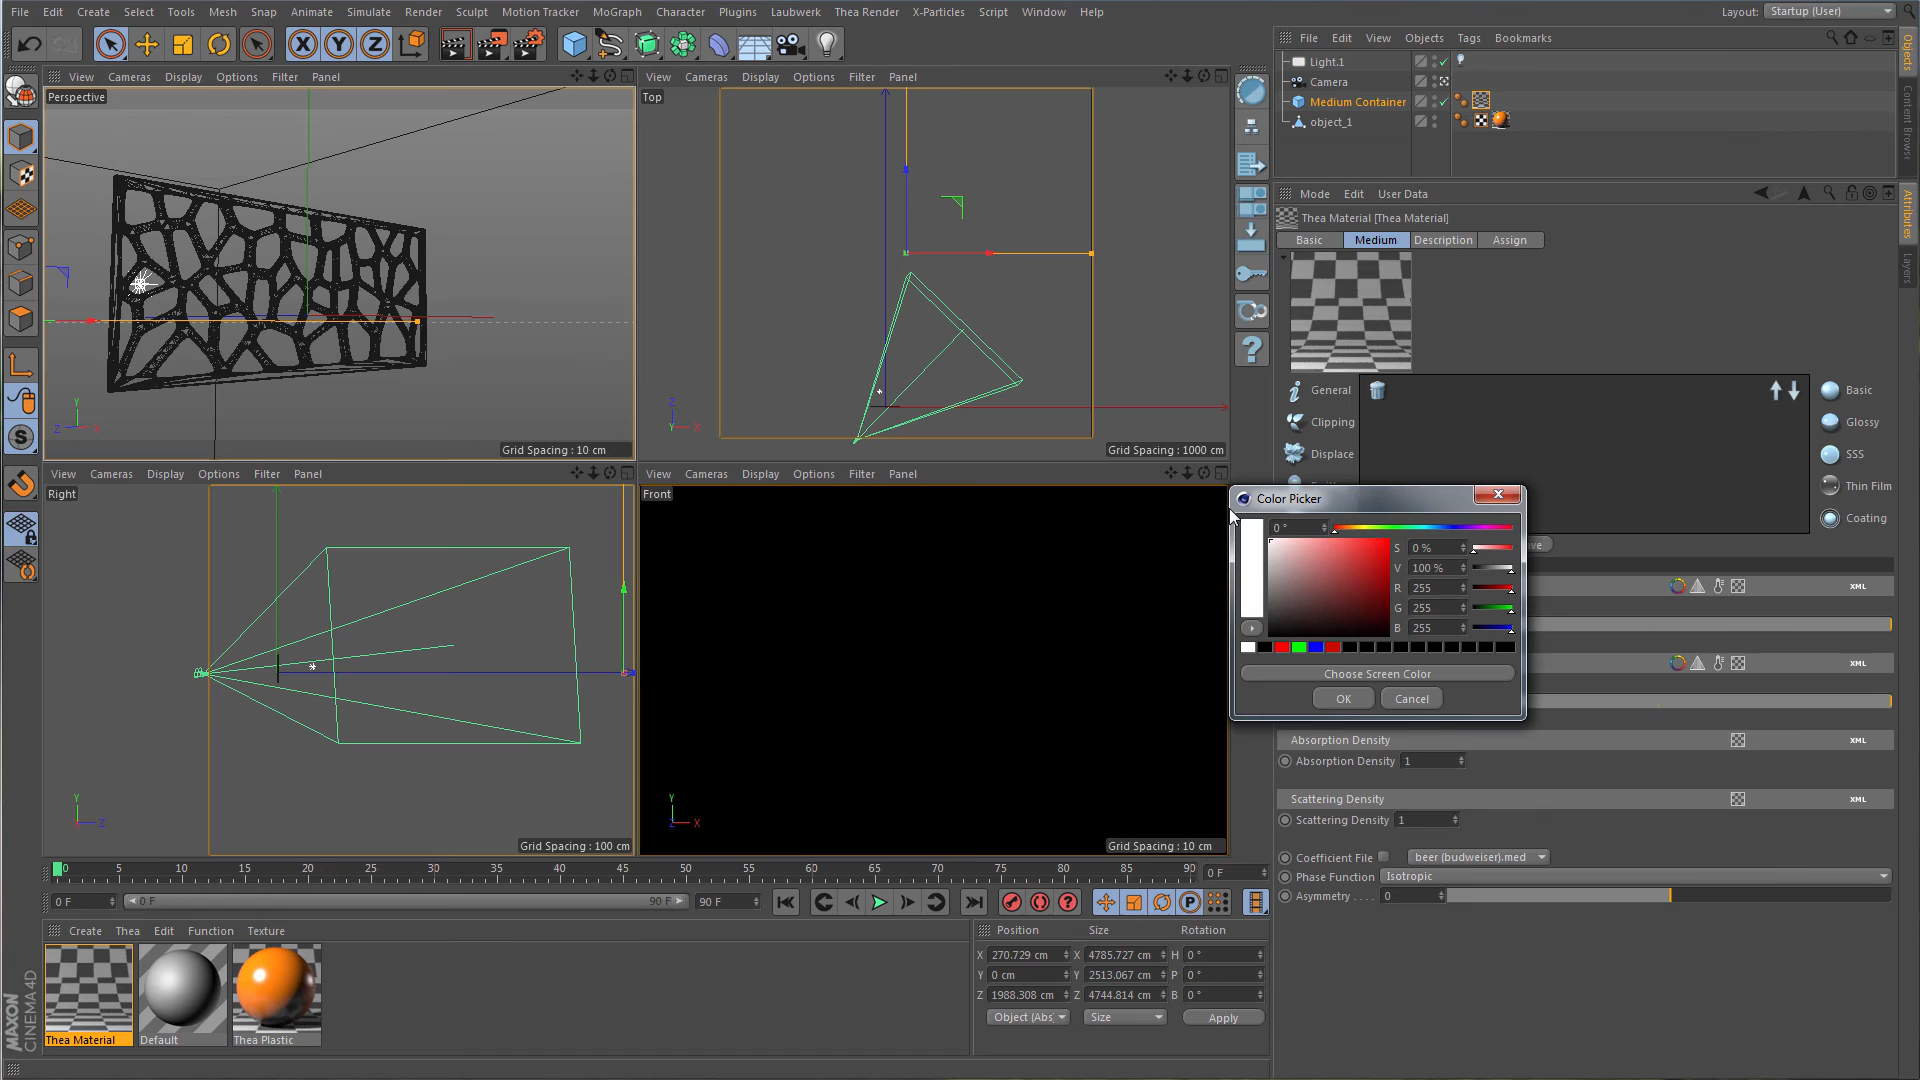 File Edit Create Select Tools Mesh Snap Animate Simulate Render Sculpt Motion Tracker MoGraph Character Plugins Laubwerk Thea Render X-Particles Script Window Help
Layout: Startup (User)
File Edit View Objects Tags Bookmarks
Light.1
Camera
Medium Container
object_1
Objects
Content Browse
Attributes
Layers
View Cameras Display Options Filter Panel
Perspective
Grid Spacing : 10 cm
View Cameras Display Options Filter Panel
Top
Grid Spacing : 1000 cm
View Cameras Display Options Filter Panel
Right
Grid Spacing : 100 cm
View Cameras Display Options Filter Panel
Front
Grid Spacing : 10 cm
Mode Edit User Data
Thea Material [Thea Material]
Basic Medium Description Assign
General
Clipping
Displace
Basic
Glossy
SSS
Thin Film
Coating
Color Picker
0 °
S 0 %
V 100 %
R 255
G 255
B 255
Choose Screen Color
OK Cancel
XML
XML
Absorption Density XML
Absorption Density 1
Scattering Density XML
Scattering Density 1
Coefficient File beer (budweiser).med
Phase Function Isotropic
Asymmetry . . . . 0
0 5 10 15 20 25 30 35 40 45 50 55 60 65 70 75 80 85 90 0 F
0 F 0 F 90 F 90 F
Create Thea Edit Function Texture
Thea Material Default Thea Plastic
Position Size Rotation
X 270.729 cm X 4785.727 cm H 0 °
Y 0 cm Y 2513.067 cm P 0 °
Z 1988.308 cm Z 4744.814 cm B 0 °
Object (Abs Size Apply
MAXON
CINEMA 4D